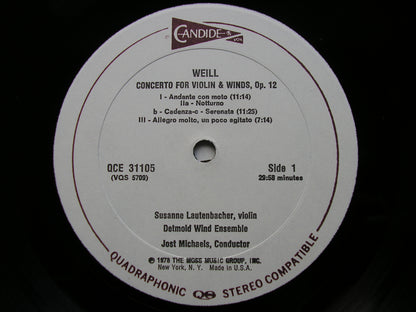 CANDIDE
VOX
WEILL
CONCERTO FOR VIOLIN & WINDS, Op. 12
I - Andante con moto (11:14)
IIa - Notturno
b - Cadenza-c - Serenata (11:25)
III - Allegro molto, un poco agitato (7:14)
QCE 31105
Side 1
(VQS 5709)
29:58 minutes
Susanne Lautenbacher, violin
Detmold Wind Ensemble
Jost Michaels, Conductor
℗ 1978 THE MOSS MUSIC GROUP, INC.
New York, N. Y. Made in U.S.A.
QUADRAPHONIC QS STEREO COMPATIBLE